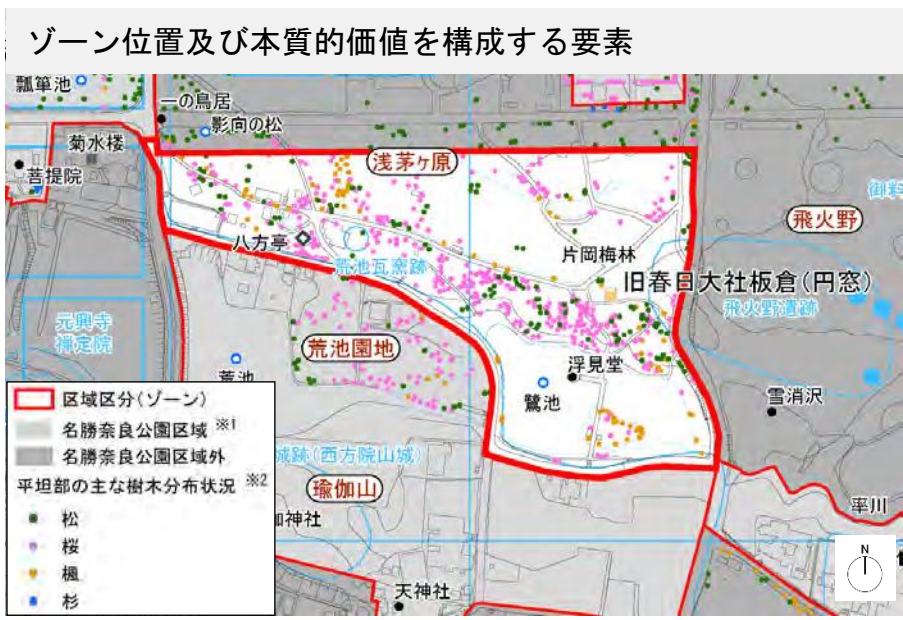 ゾーン位置及び本質的価値を構成する要素
瓢箪池
一の鳥居
影向の松
菊水楼
菩提院
浅茅ヶ原
飛火野
八方亭
片岡梅林
荒池瓦窯跡
旧春日大社板倉(円窓)
飛火野遺跡
元興寺
禅定院
荒池園地
浮見堂
荒池
鷺池
雪消沢
区域区分(ゾーン)
名勝奈良公園区域 ※1
名勝奈良公園区域外
平坦部の主な樹木分布状況 ※2
松
桜
楓
杉
城跡(西方院山城)
瑜伽山
神社
率川
天神社
N